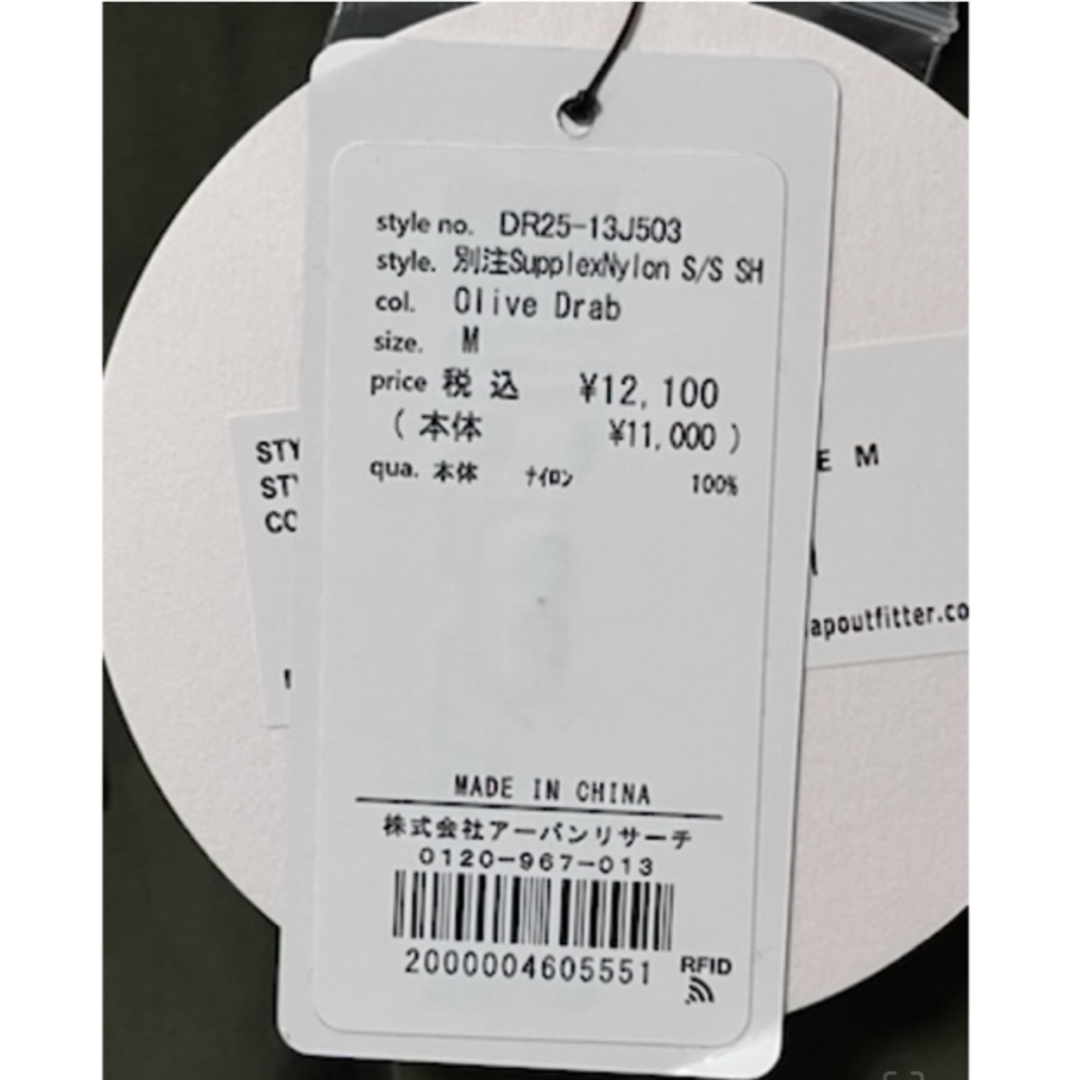 style no. DR25-13J503
style. 別注SupplexNylon S/S SH
col. Olive Drab
size. M
price 税込 ¥12,100
(本体 ¥11,000)
qua. 本体 ナイロン 100%
MADE IN CHINA
株式会社アーバンリサーチ
0120-967-013
2000004605551
RFID
STY
ST
CO
E M
apoutfitter.co